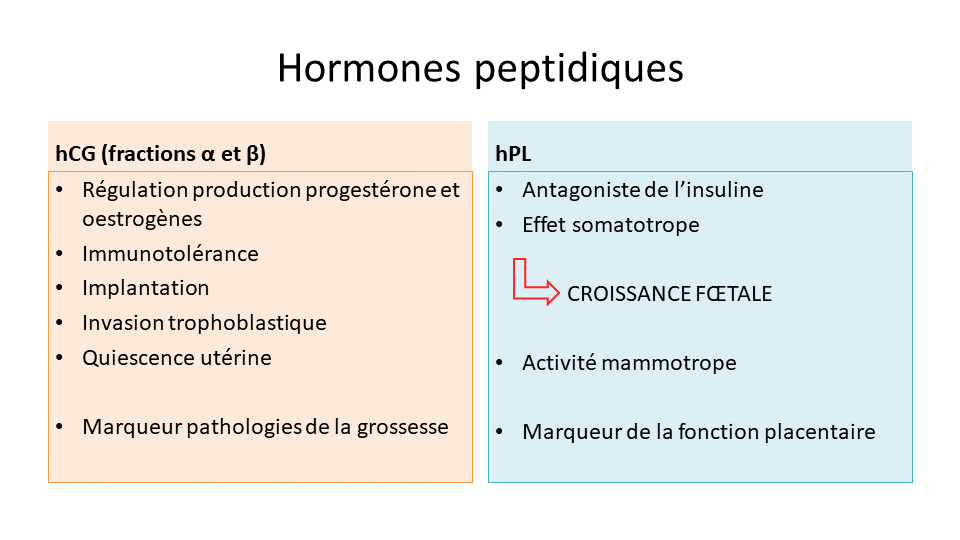 Hormones peptidiques
hCG (fractions α et β)
• Régulation production progestérone et
oestrogènes
• Immunotolérance
• Implantation
• Invasion trophoblastique
• Quiescence utérine
• Marqueur pathologies de la grossesse
hPL
• Antagoniste de l’insuline
• Effet somatotrope
CROISSANCE FŒTALE
• Activité mammotrope
• Marqueur de la fonction placentaire